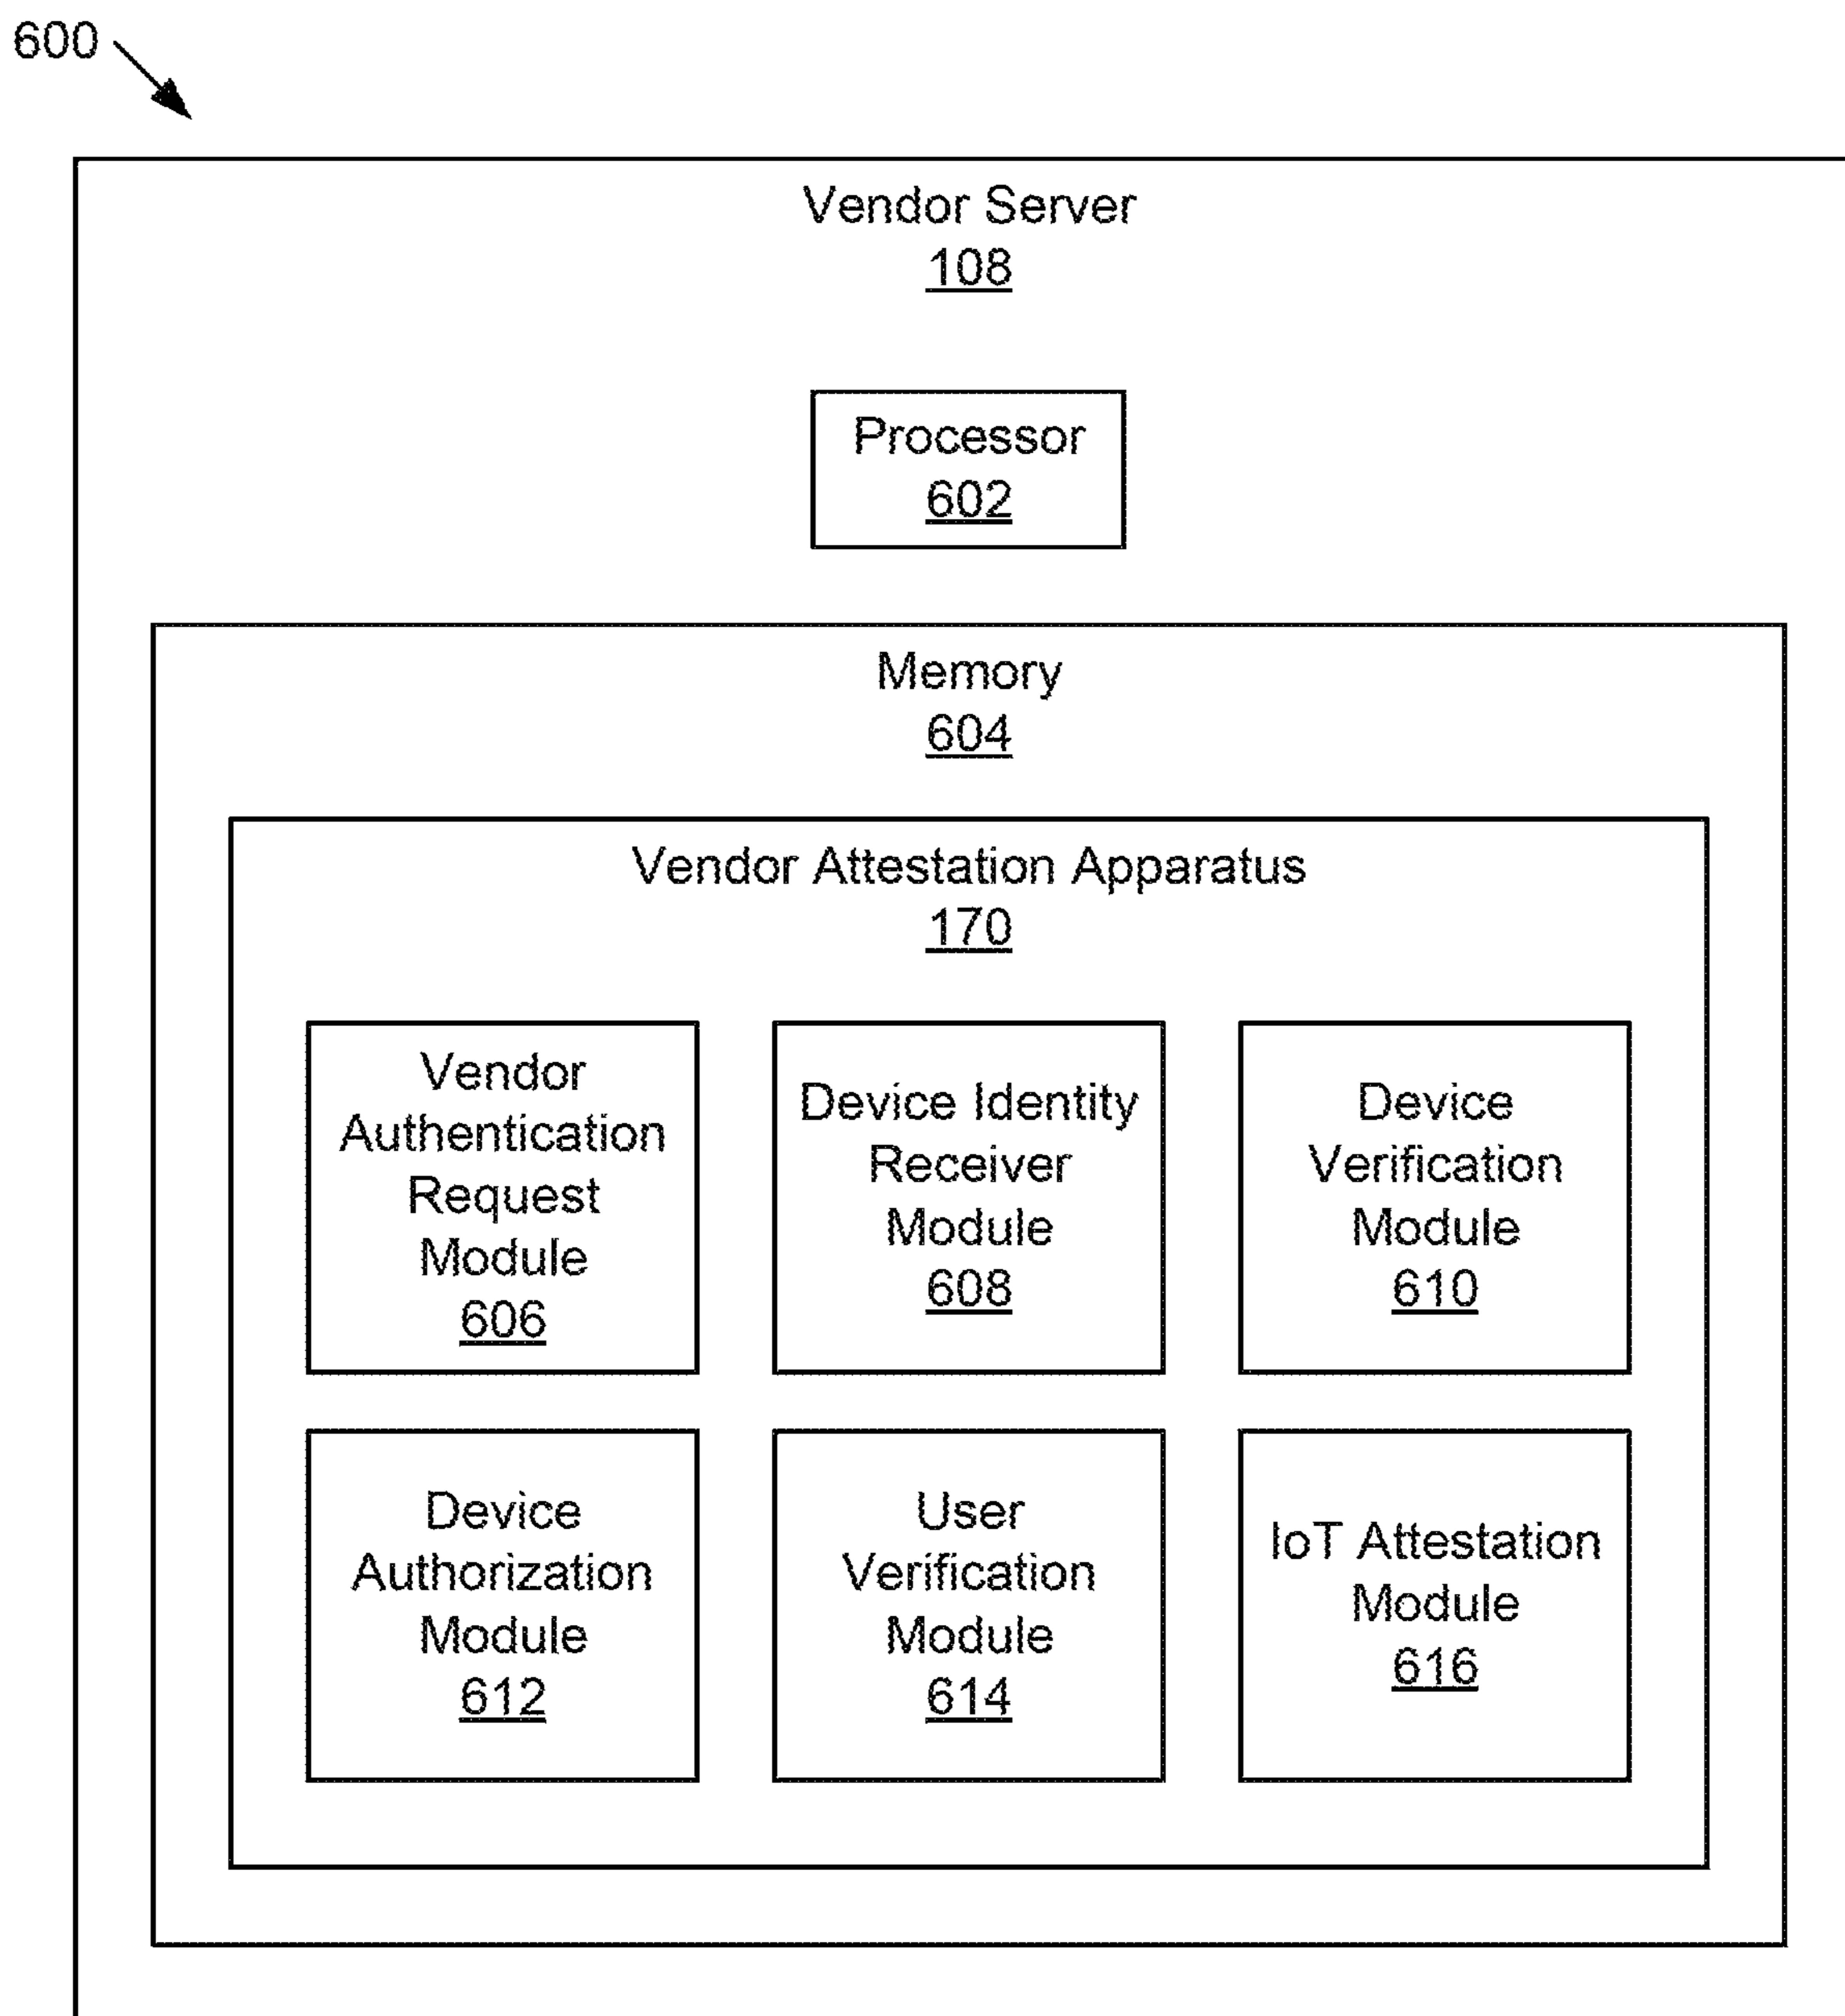 600
Vendor Server
108
Processor
602
Memory
604
Vendor Attestation Apparatus
170
Vendor
Authentication
Request
Module
606
Device Identity
Receiver
Module
608
Device
Verification
Module
610
Device
Authorization
Module
612
User
Verification
Module
614
IoT Attestation
Module
616